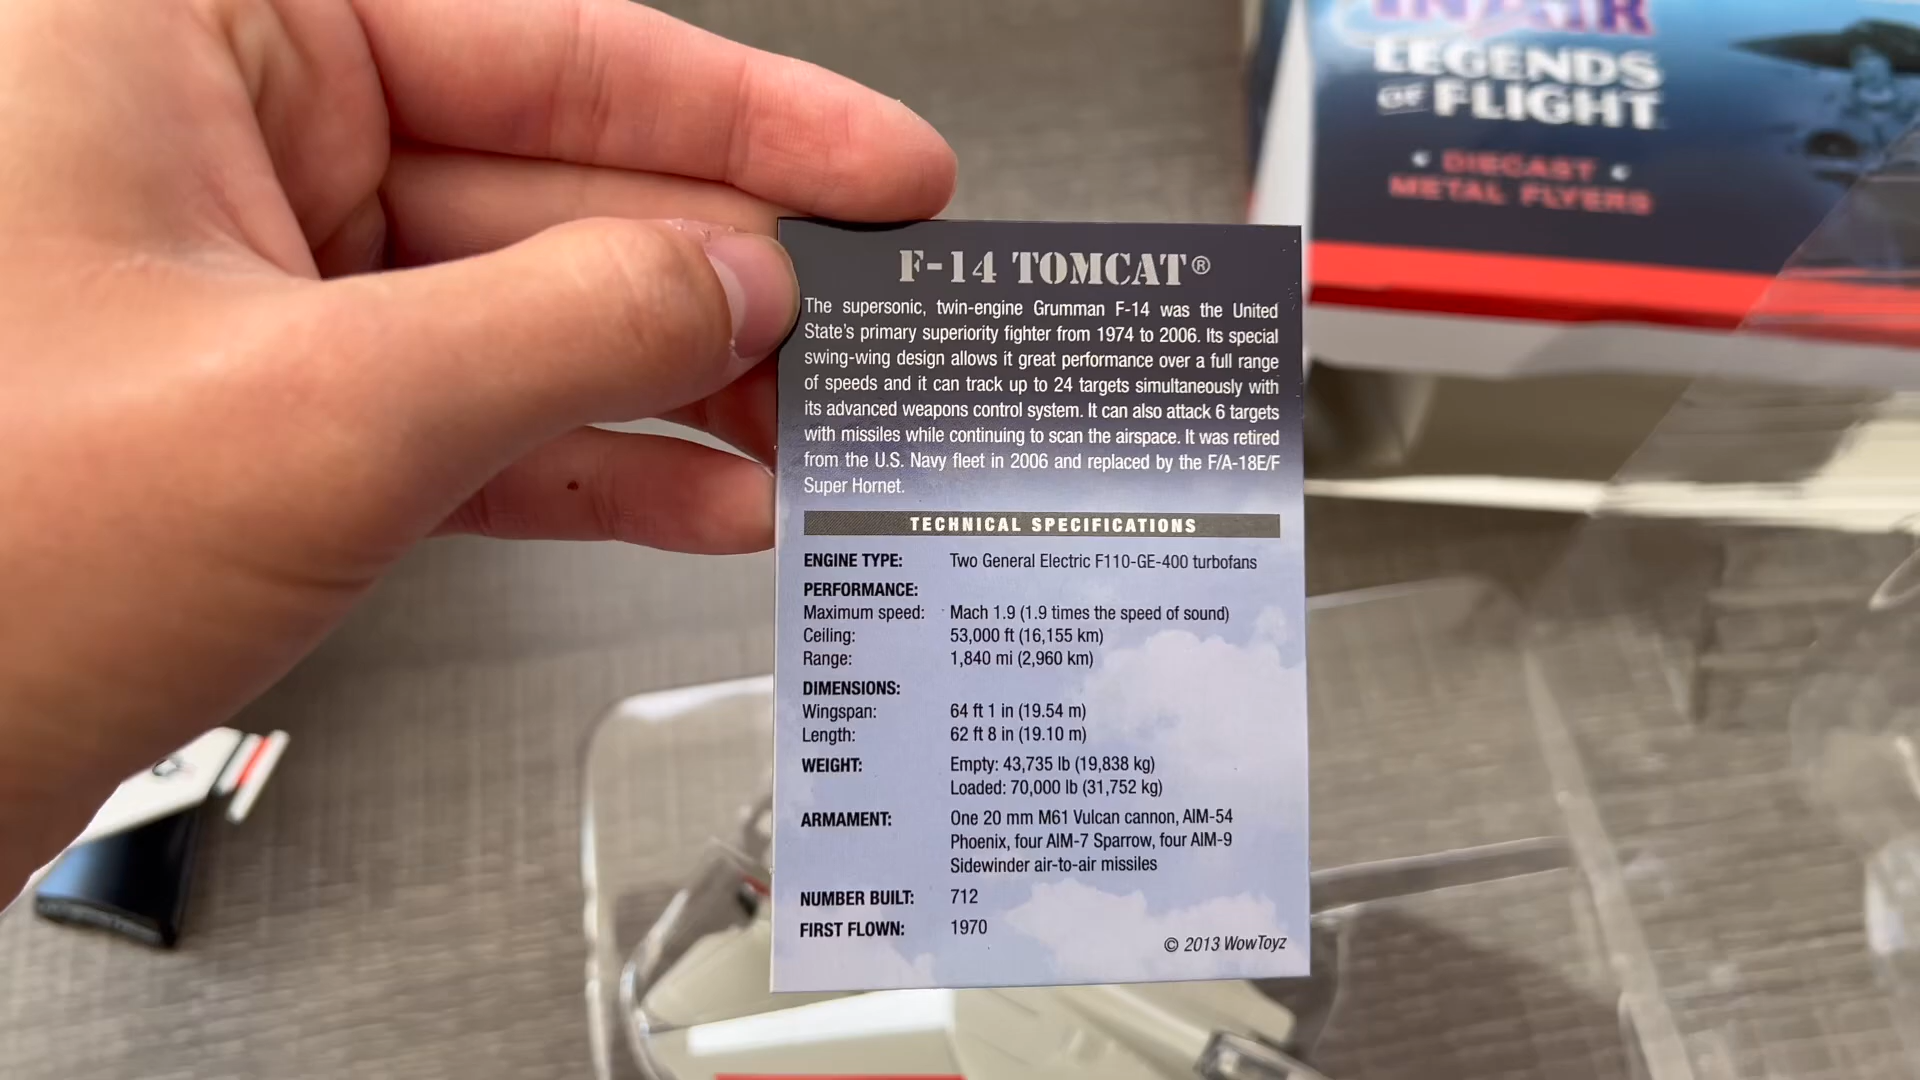 IN AIR
LEGENDS
OF FLIGHT
DIECAST
METAL FLYERS
F-14 TOMCAT®
The supersonic, twin-engine Grumman F-14 was the United
State's primary superiority fighter from 1974 to 2006. Its special
swing-wing design allows it great performance over a full range
of speeds and it can track up to 24 targets simultaneously with
its advanced weapons control system. It can also attack 6 targets
with missiles while continuing to scan the airspace. It was retired
from the U.S. Navy fleet in 2006 and replaced by the F/A-18E/F
Super Hornet.
TECHNICAL SPECIFICATIONS
ENGINE TYPE: Two General Electric F110-GE-400 turbofans
PERFORMANCE:
Maximum speed: Mach 1.9 (1.9 times the speed of sound)
Ceiling: 53,000 ft (16,155 km)
Range: 1,840 mi (2,960 km)
DIMENSIONS:
Wingspan: 64 ft 1 in (19.54 m)
Length: 62 ft 8 in (19.10 m)
WEIGHT: Empty: 43,735 lb (19,838 kg)
Loaded: 70,000 lb (31,752 kg)
ARMAMENT: One 20 mm M61 Vulcan cannon, AIM-54
Phoenix, four AIM-7 Sparrow, four AIM-9
Sidewinder air-to-air missiles
NUMBER BUILT: 712
FIRST FLOWN: 1970
© 2013 WowToyz